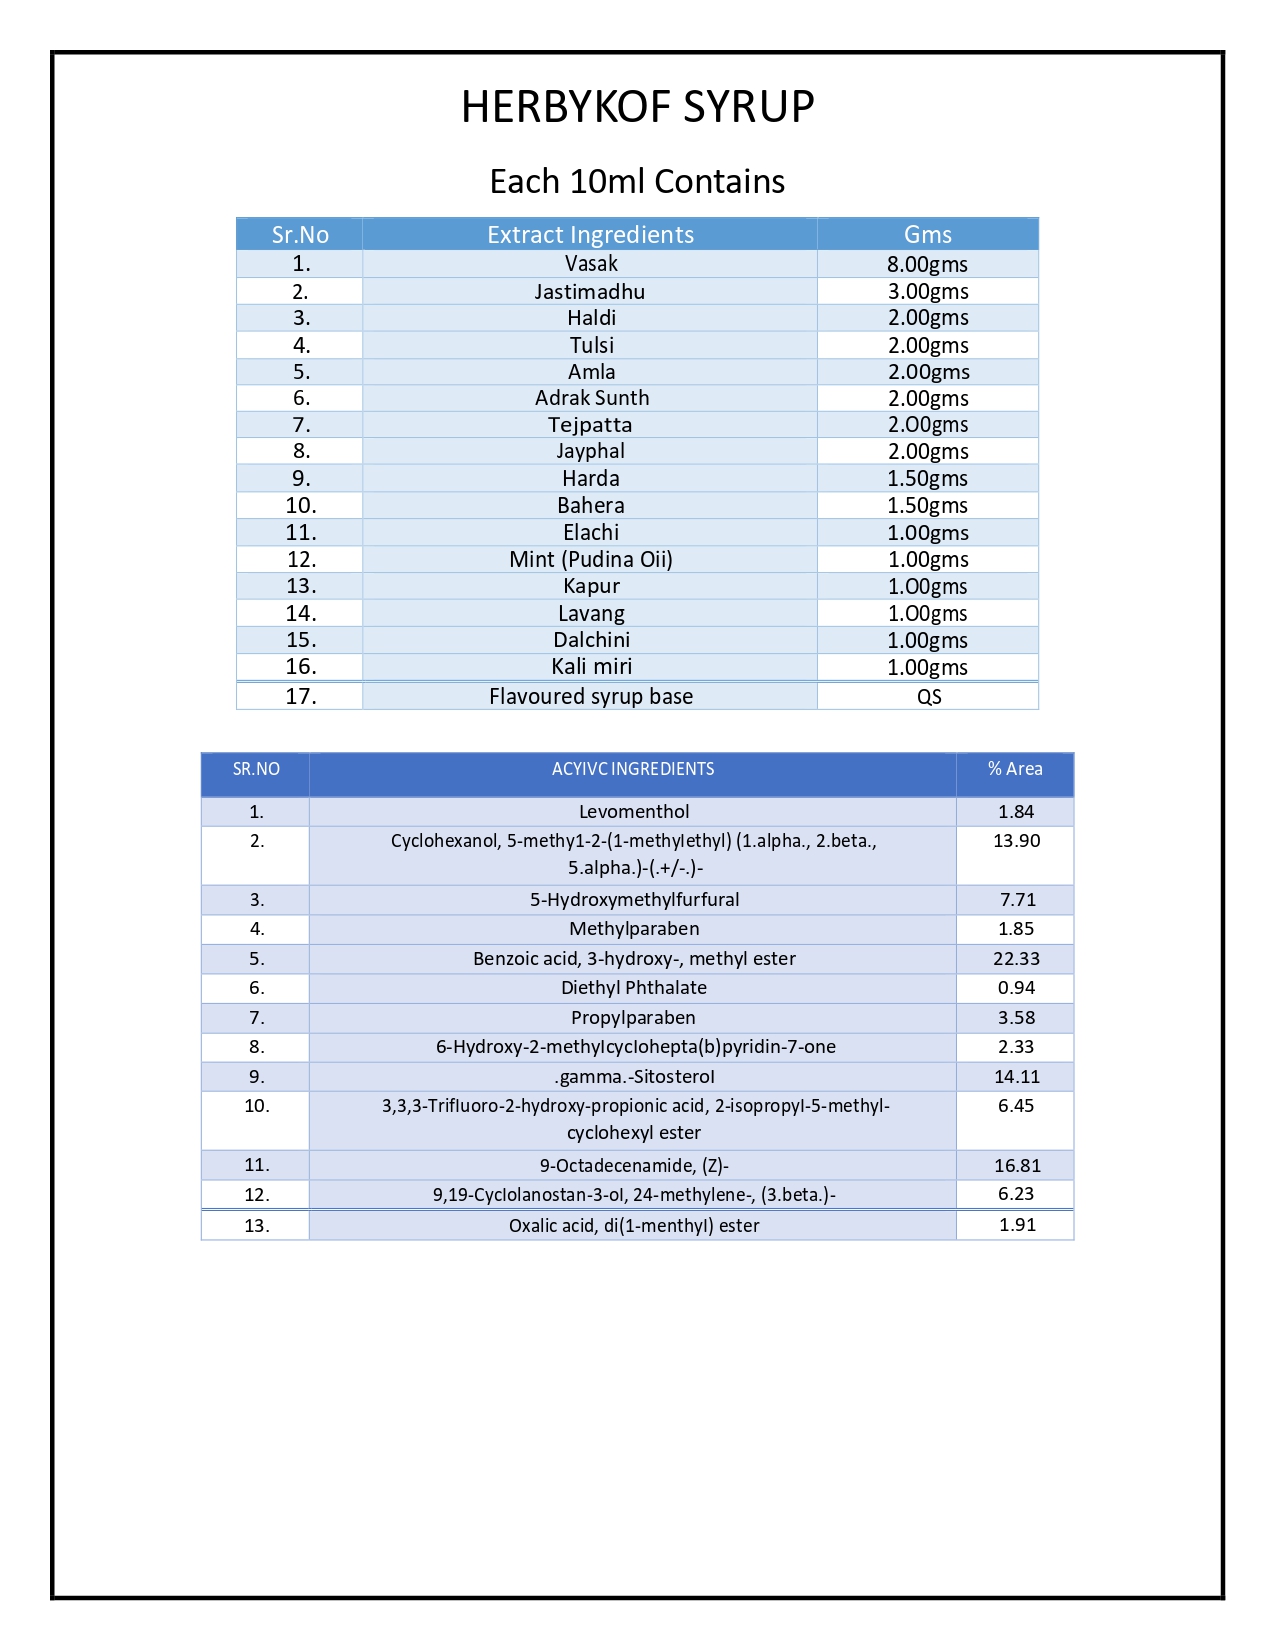 HERBYKOF SYRUP
Each 10ml Contains
Sr.No Extract Ingredients Gms
1. Vasak 8.00gms
2. Jastimadhu 3.00gms
3. Haldi 2.00gms
4. Tulsi 2.00gms
5. Amla 2.00gms
6. Adrak Sunth 2.00gms
7. Tejpatta 2.O0gms
8. Jayphal 2.00gms
9. Harda 1.50gms
10. Bahera 1.50gms
11. Elachi 1.00gms
12. Mint (Pudina Oii) 1.00gms
13. Kapur 1.O0gms
14. Lavang 1.O0gms
15. Dalchini 1.00gms
16. Kali miri 1.00gms
17. Flavoured syrup base QS
SR.NO ACYIVC INGREDIENTS % Area
1. Levomenthol 1.84
2. Cyclohexanol, 5-methy1-2-(1-methylethyl) (1.alpha., 2.beta., 13.90
5.alpha.)-(.+/-.)-
3. 5-Hydroxymethylfurfural 7.71
4. Methylparaben 1.85
5. Benzoic acid, 3-hydroxy-, methyl ester 22.33
6. Diethyl Phthalate 0.94
7. Propylparaben 3.58
8. 6-Hydroxy-2-methylcyclohepta(b)pyridin-7-one 2.33
9. .gamma.-Sitosterol 14.11
10. 3,3,3-Trifluoro-2-hydroxy-propionic acid, 2-isopropyl-5-methyl- 6.45
cyclohexyl ester
11. 9-Octadecenamide, (Z)- 16.81
12. 9,19-Cyclolanostan-3-ol, 24-methylene-, (3.beta.)- 6.23
13. Oxalic acid, di(1-menthyl) ester 1.91